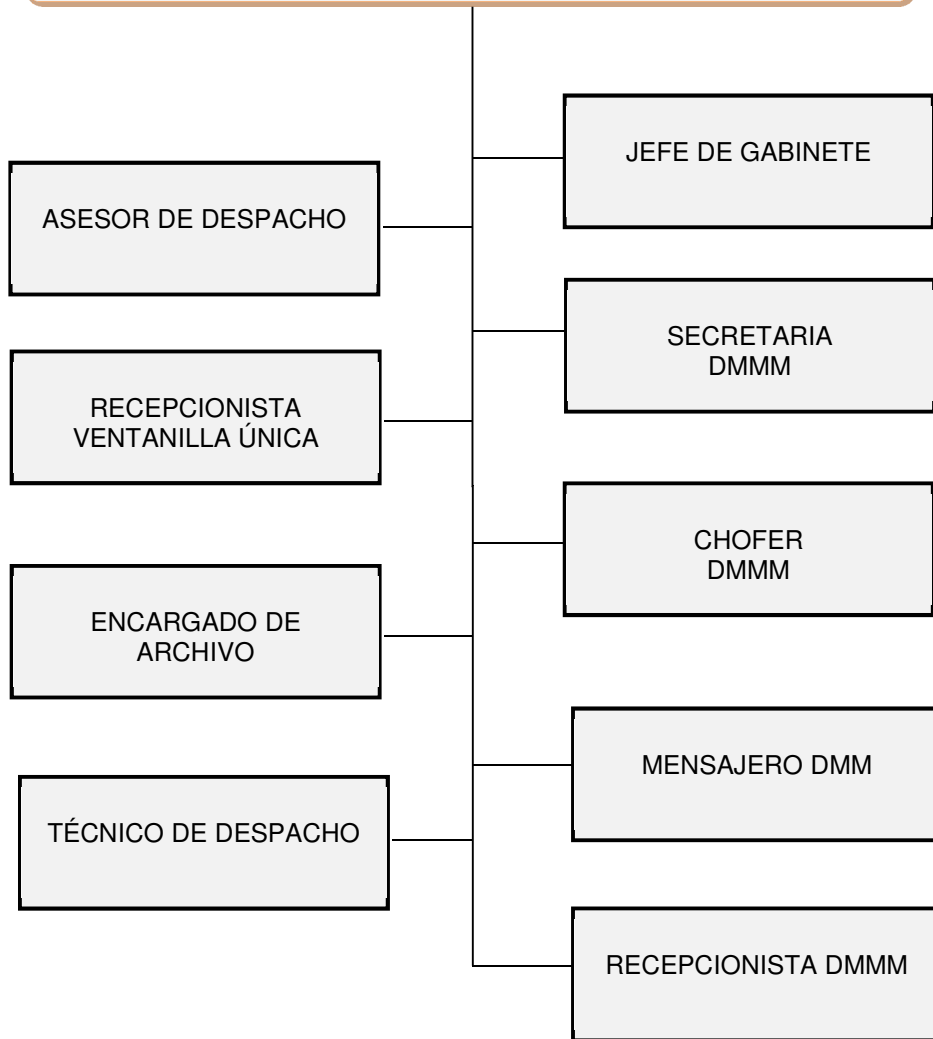 JEFE DE GABINETE
ASESOR DE DESPACHO
SECRETARIA
DMMM
RECEPCIONISTA
VENTANILLA ÚNICA
CHOFER
DMMM
ENCARGADO DE
ARCHIVO
MENSAJERO DMM
TÉCNICO DE DESPACHO
RECEPCIONISTA DMMM